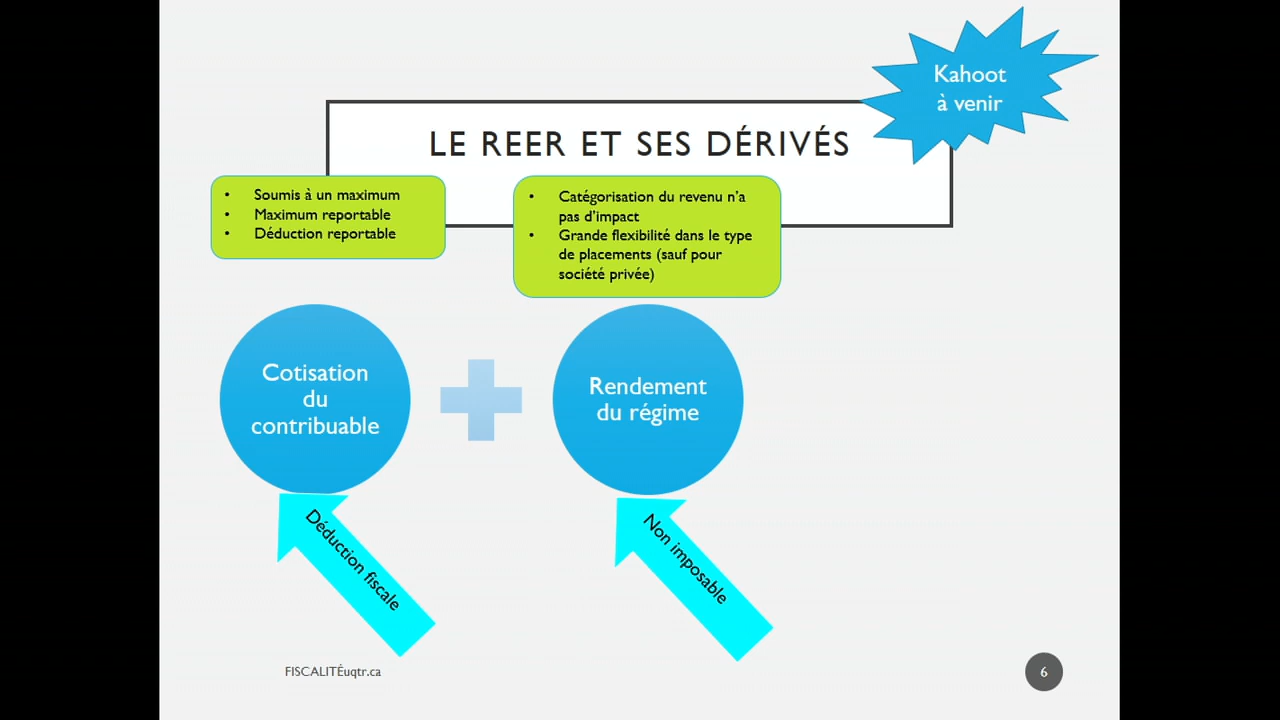 Kahoot
à venir
LE REER ET SES DÉRIVÉS
• Soumis à un maximum
• Maximum reportable
• Déduction reportable
• Catégorisation du revenu n’a
pas d’impact
• Grande flexibilité dans le type
de placements (sauf pour
société privée)
Cotisation
du
contribuable
Rendement
du régime
Déduction fiscale
Non imposable
FISCALITÉuqtr.ca
6